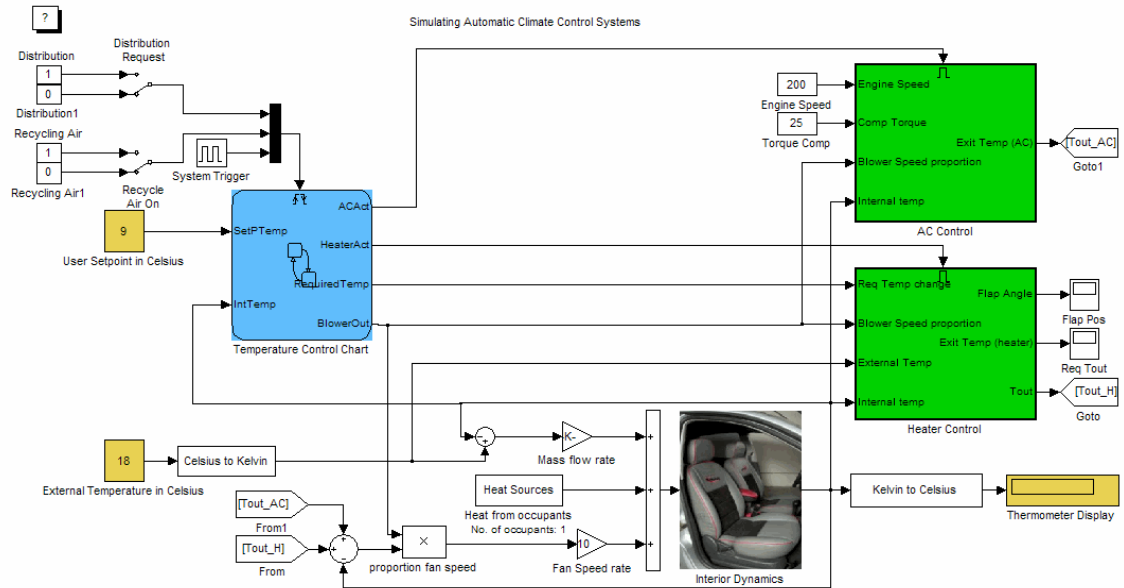 Simulating Automatic Climate Control Systems
?
Distribution
Distribution
Request
1
0
Distribution1
Recycling Air
1
0
Recycling Air1
Recycle
Air On
System Trigger
9
User Setpoint in Celsius
SetPTemp
IntTemp
ACAct
HeaterAct
RequiredTemp
BlowerOut
Temperature Control Chart
200
Engine Speed
25
Torque Comp
Engine Speed
Comp Torque
Blower Speed proportion
Internal temp
Exit Temp (AC)
AC Control
[Tout_AC]
Goto1
Req Temp change
Blower Speed proportion
External Temp
Internal temp
Flap Angle
Exit Temp (heater)
Tout
Heater Control
Flap Pos
Req Tout
[Tout_H]
Goto
18
External Temperature in Celsius
Celsius to Kelvin
K-
Mass flow rate
Heat Sources
Heat from occupants
No. of occupants: 1
[Tout_AC]
From1
[Tout_H]
From
×
proportion fan speed
10
Fan Speed rate
Interior Dynamics
Kelvin to Celsius
Thermometer Display